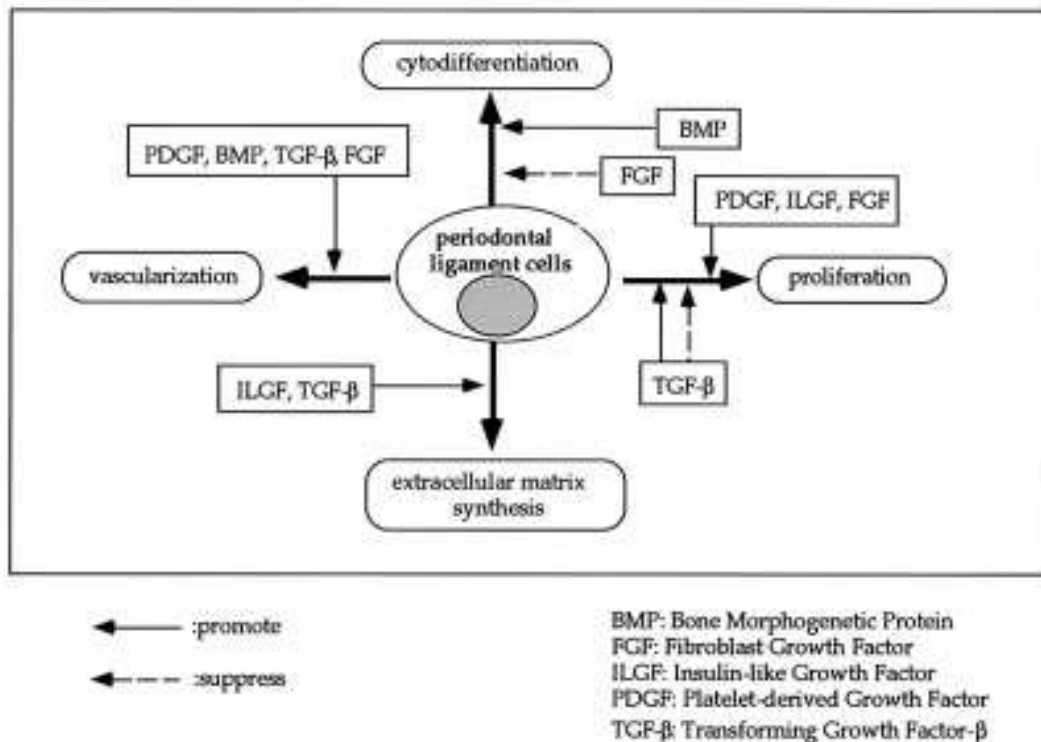 cytodifferentiation
BMP
PDGF, BMP, TGF-β, FGF
FGF
PDGF, ILGF, FGF
periodontal
ligament cells
vascularization
proliferation
ILGF, TGF-β
TGF-β
extracellular matrix
synthesis
:promote
:suppress
BMP: Bone Morphogenetic Protein
FGF: Fibroblast Growth Factor
ILGF: Insulin-like Growth Factor
PDGF: Platelet-derived Growth Factor
TGF-β: Transforming Growth Factor-β